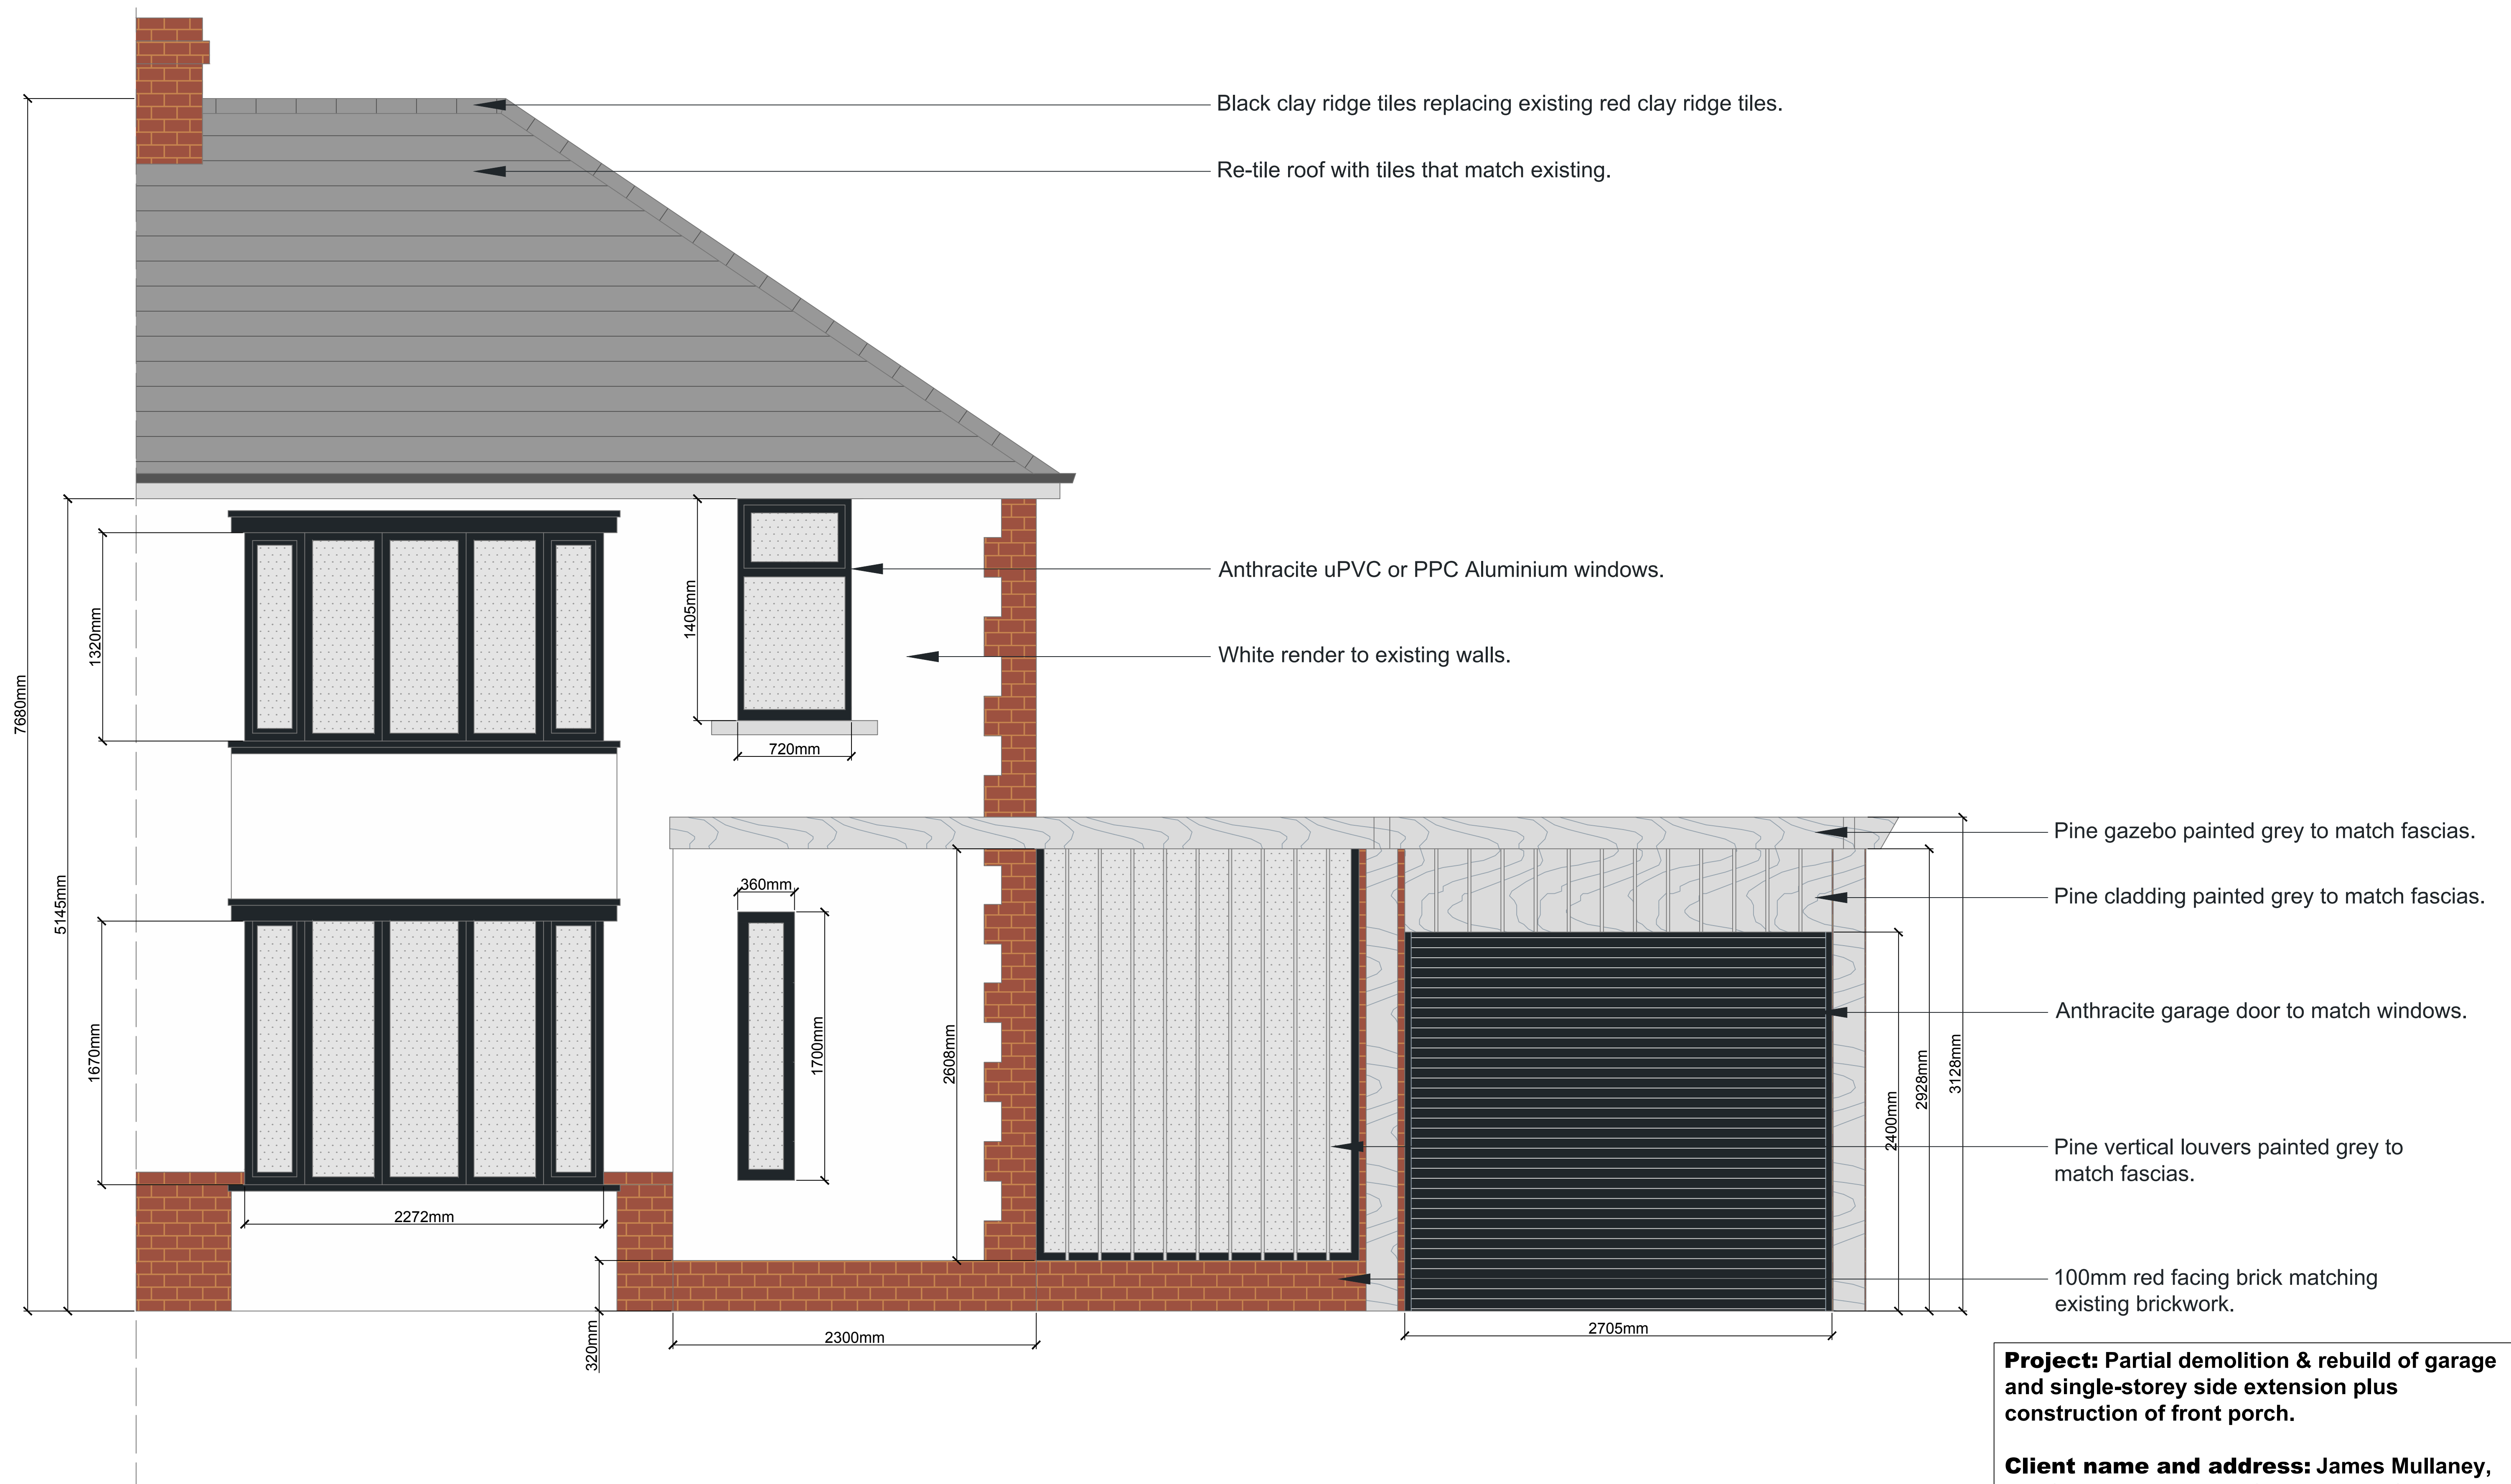 Black clay ridge tiles replacing existing red clay ridge tiles.
Re-tile roof with tiles that match existing.
Anthracite uPVC or PPC Aluminium windows.
White render to existing walls.
7680mm
5145mm
1320mm
1405mm
720mm
1670mm
2272mm
360mm
1700mm
2608mm
320mm
2300mm
2705mm
2400mm
2928mm
3128mm
Pine gazebo painted grey to match fascias.
Pine cladding painted grey to match fascias.
Anthracite garage door to match windows.
Pine vertical louvers painted grey to
match fascias.
100mm red facing brick matching
existing brickwork.
Project: Partial demolition & rebuild of garage
and single-storey side extension plus
construction of front porch.
Client name and address: James Mullaney,